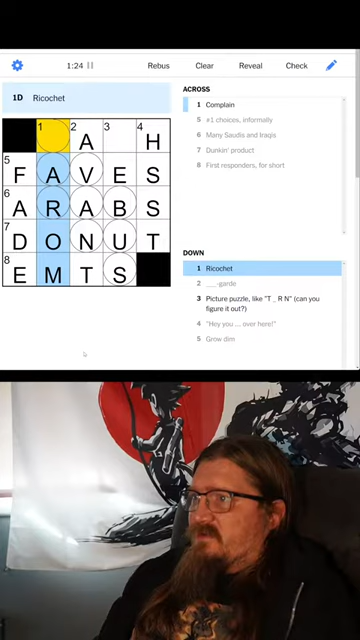 1:24
Rebus Clear Reveal Check
1D Ricochet
1 2 A 3 4 H
5 F A V E S
6 A R A B S
7 D O N U T
8 E M T S
ACROSS
1 Complain
5 #1 choices, informally
6 Many Saudis and Iraqis
7 Dunkin' product
8 First responders, for short
DOWN
1 Ricochet
2 ___-garde
3 Picture puzzle, like "T _ R N" (can you
figure it out?)
4 "Hey you ... over here!"
5 Grow dim